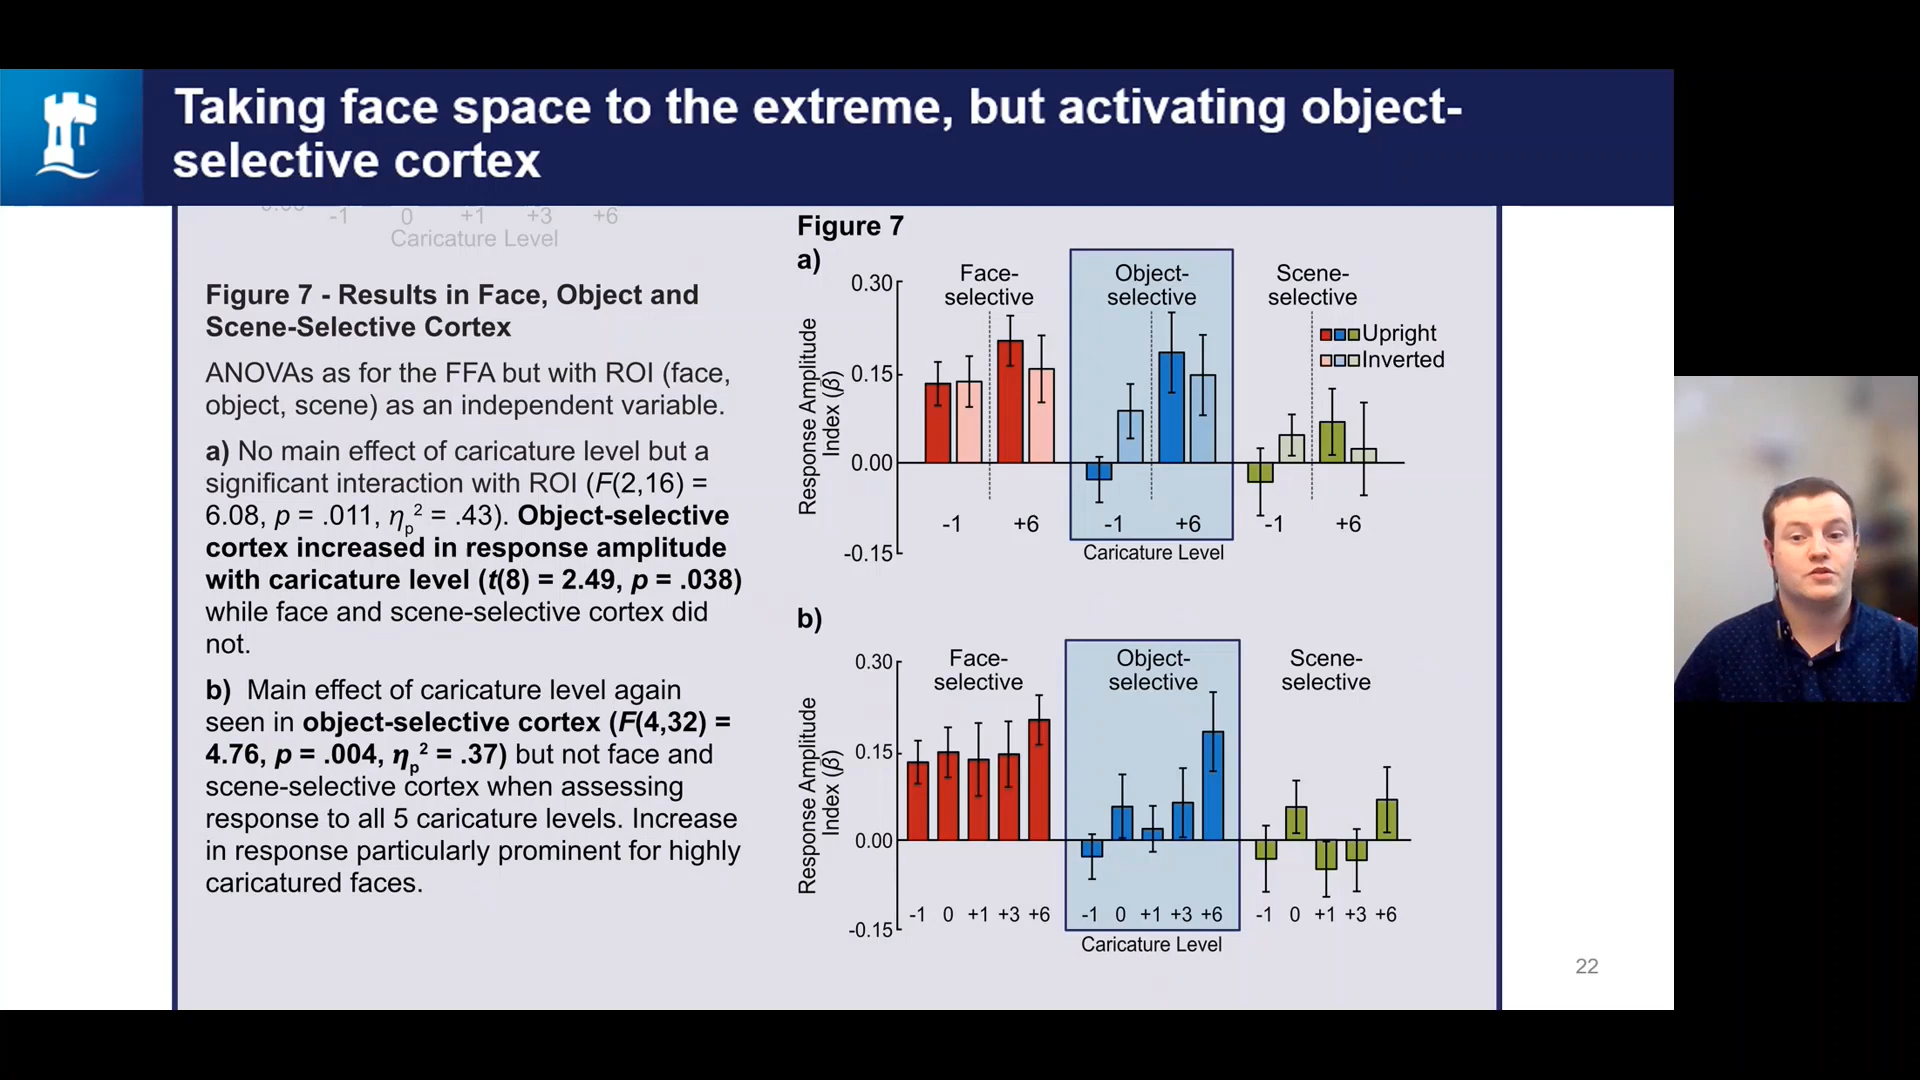 Taking face space to the extreme, but activating object-
selective cortex
-1 0 +1 +3 +6
Caricature Level
Figure 7 - Results in Face, Object and
Scene-Selective Cortex
ANOVAs as for the FFA but with ROI (face,
object, scene) as an independent variable.
a) No main effect of caricature level but a
significant interaction with ROI (F(2,16) =
6.08, p = .011, ηp² = .43). Object-selective
cortex increased in response amplitude
with caricature level (t(8) = 2.49, p = .038)
while face and scene-selective cortex did
not.
b) Main effect of caricature level again
seen in object-selective cortex (F(4,32) =
4.76, p = .004, ηp² = .37) but not face and
scene-selective cortex when assessing
response to all 5 caricature levels. Increase
in response particularly prominent for highly
caricatured faces.
Figure 7
a)
Face-
selective
Object-
selective
Scene-
selective
Upright
Inverted
Response Amplitude
Index (β)
0.30
0.15
0.00
-0.15
-1 +6 -1 +6 -1 +6
Caricature Level
b)
Face-
selective
Object-
selective
Scene-
selective
Response Amplitude
Index (β)
0.30
0.15
0.00
-0.15
-1 0 +1 +3 +6 -1 0 +1 +3 +6 -1 0 +1 +3 +6
Caricature Level
22